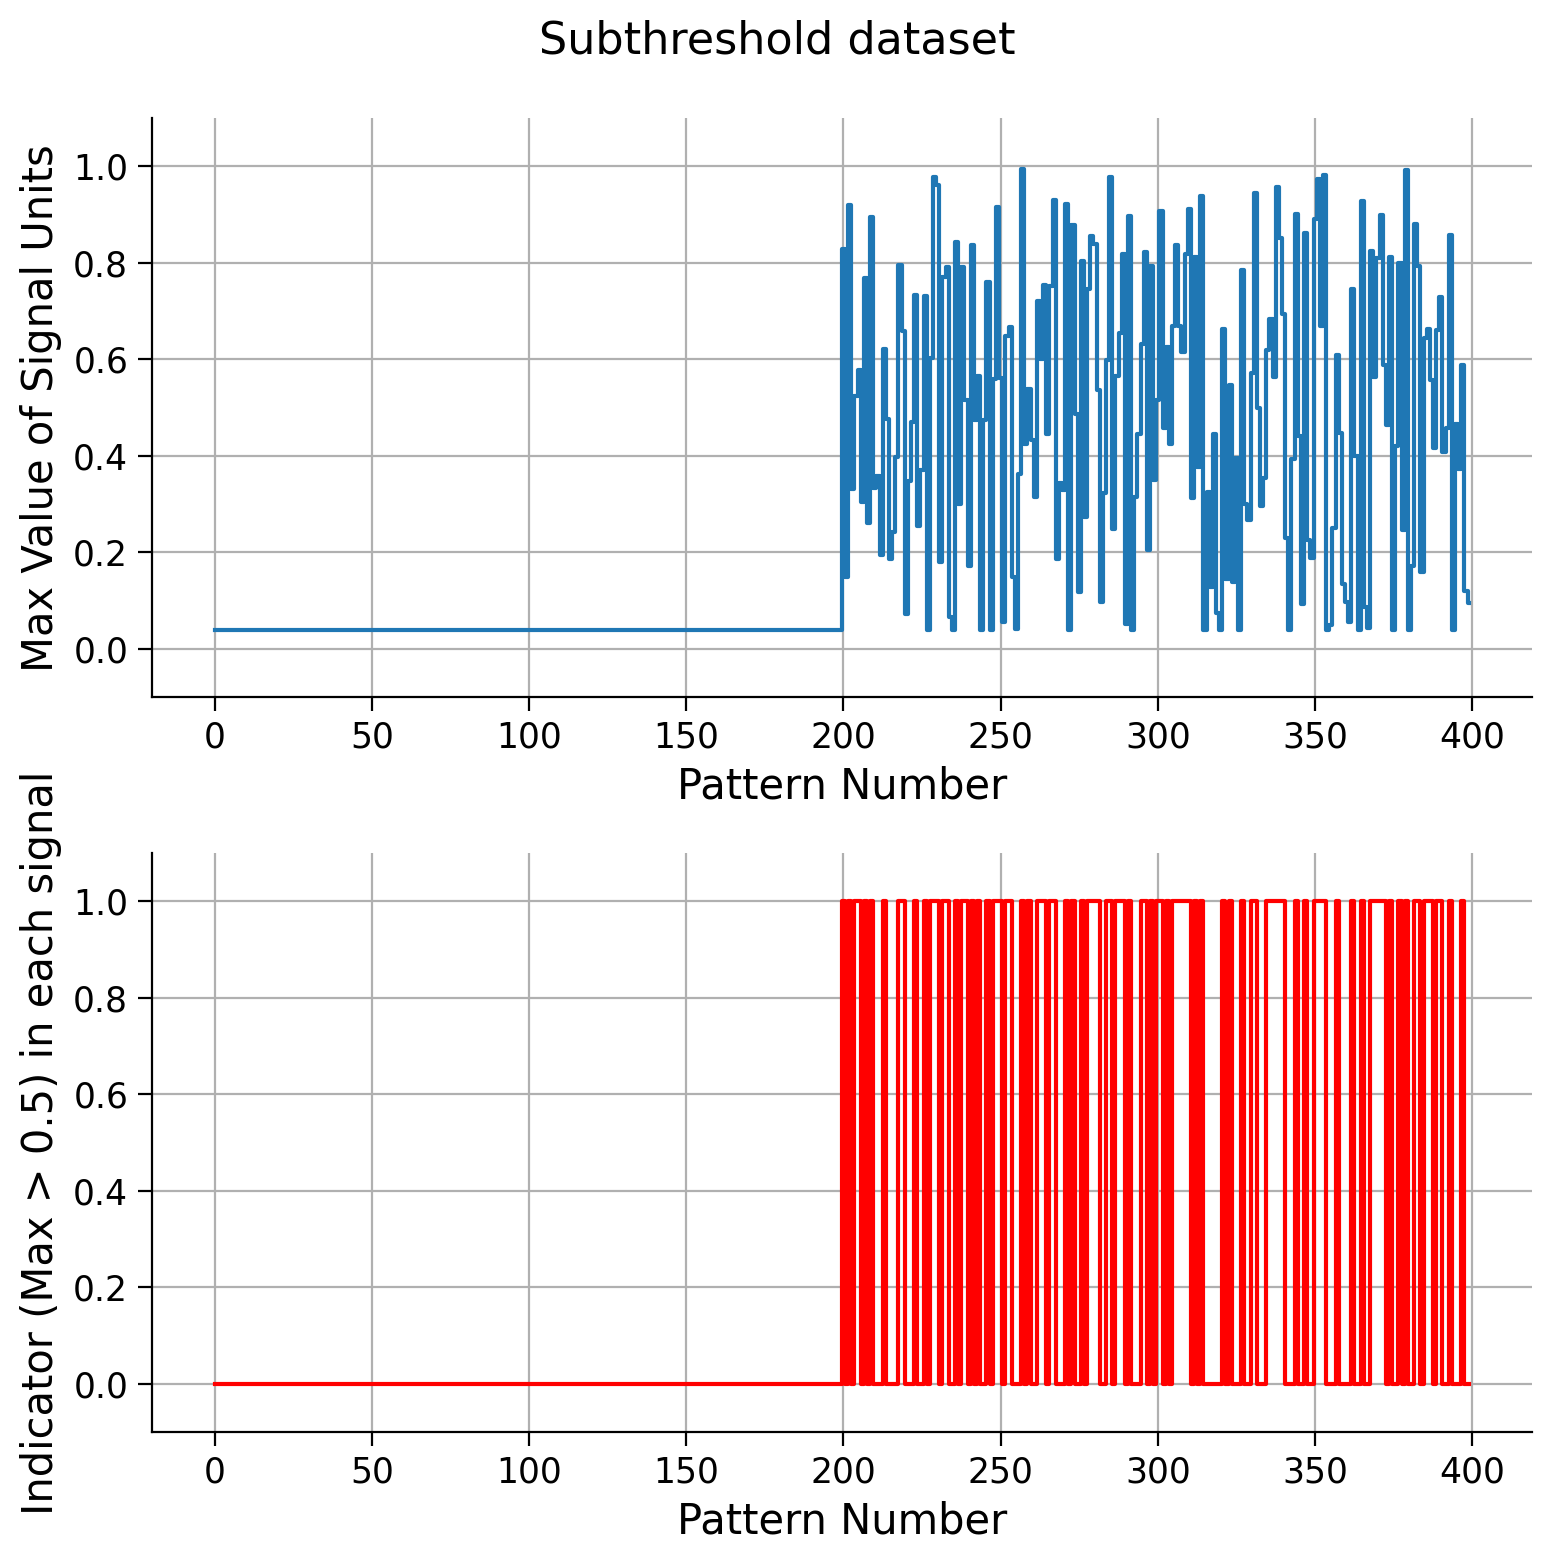 Subthreshold dataset
Max Value of Signal Units
1.0
0.8
0.6
0.4
0.2
0.0
0 50 100 150 200 250 300 350 400
Pattern Number
Indicator (Max > 0.5) in each signal
1.0
0.8
0.6
0.4
0.2
0.0
0 50 100 150 200 250 300 350 400
Pattern Number